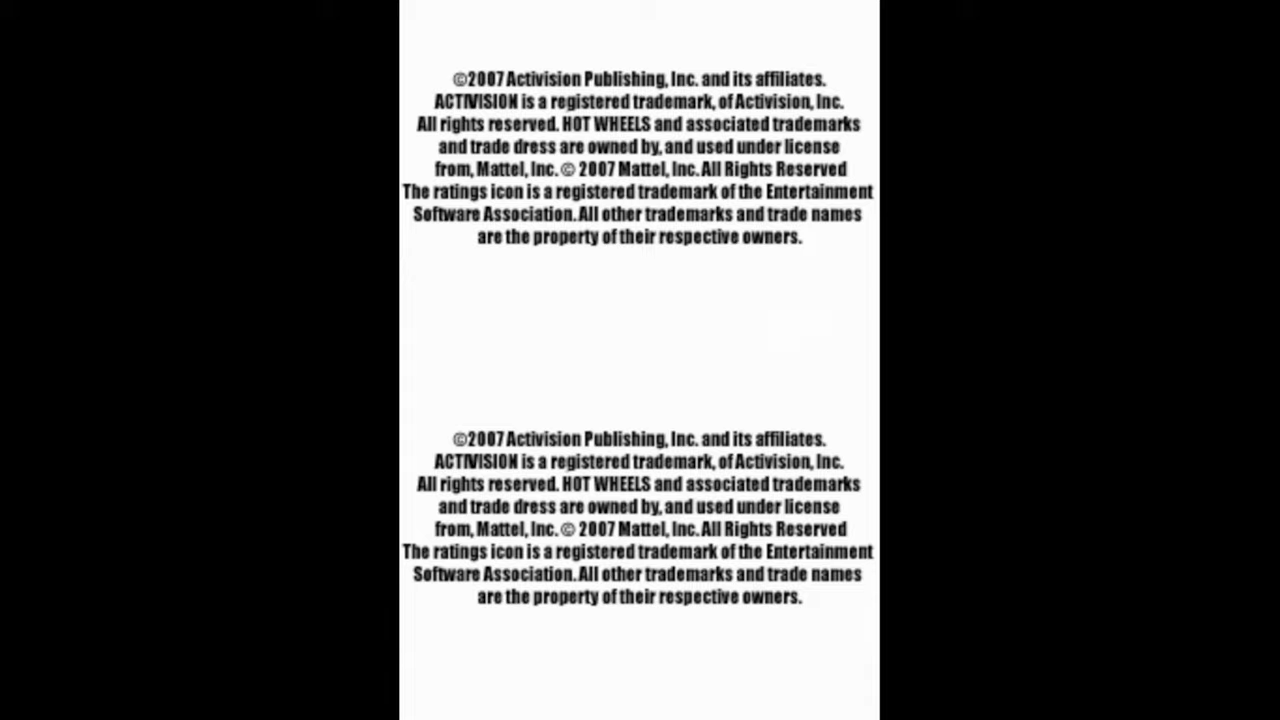 ©2007 Activision Publishing, Inc. and its affiliates.
ACTIVISION is a registered trademark, of Activision, Inc.
All rights reserved. HOT WHEELS and associated trademarks
and trade dress are owned by, and used under license
from, Mattel, Inc. © 2007 Mattel, Inc. All Rights Reserved
The ratings icon is a registered trademark of the Entertainment
Software Association. All other trademarks and trade names
are the property of their respective owners.
©2007 Activision Publishing, Inc. and its affiliates.
ACTIVISION is a registered trademark, of Activision, Inc.
All rights reserved. HOT WHEELS and associated trademarks
and trade dress are owned by, and used under license
from, Mattel, Inc. © 2007 Mattel, Inc. All Rights Reserved
The ratings icon is a registered trademark of the Entertainment
Software Association. All other trademarks and trade names
are the property of their respective owners.